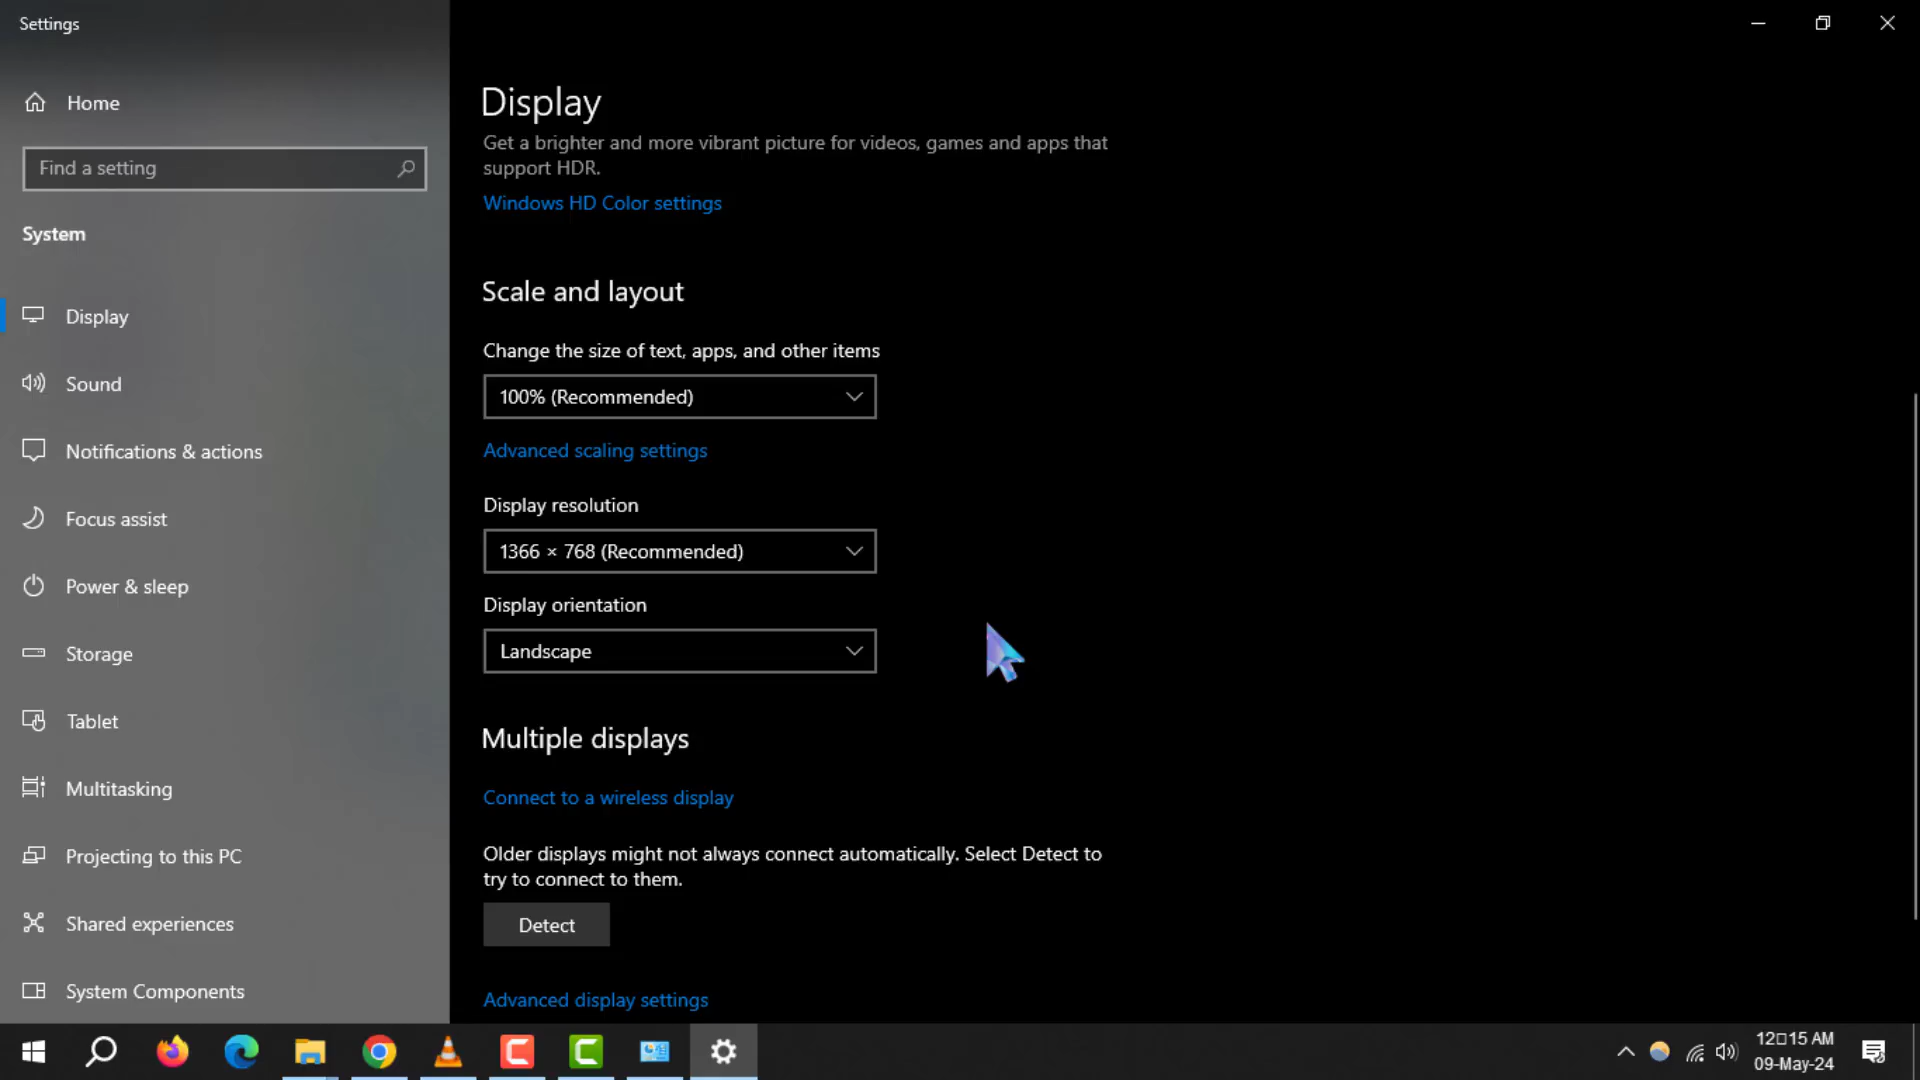 Settings
Home
Find a setting
System
Display
Sound
Notifications & actions
Focus assist
Power & sleep
Storage
Tablet
Multitasking
Projecting to this PC
Shared experiences
System Components
Display
Get a brighter and more vibrant picture for videos, games and apps that
support HDR.
Windows HD Color settings
Scale and layout
Change the size of text, apps, and other items
100% (Recommended)
Advanced scaling settings
Display resolution
1366 × 768 (Recommended)
Display orientation
Landscape
Multiple displays
Connect to a wireless display
Older displays might not always connect automatically. Select Detect to
try to connect to them.
Detect
Advanced display settings
12□15 AM
09-May-24